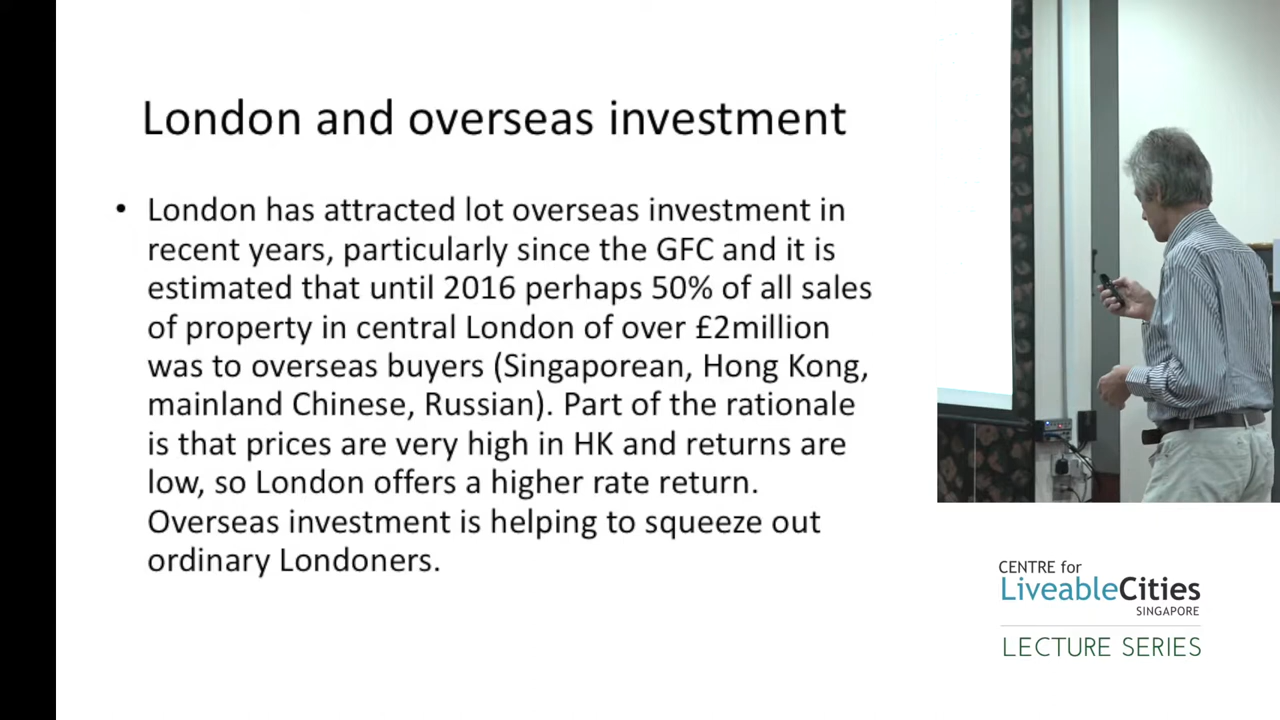 London and overseas investment
• London has attracted lot overseas investment in
recent years, particularly since the GFC and it is
estimated that until 2016 perhaps 50% of all sales
of property in central London of over £2million
was to overseas buyers (Singaporean, Hong Kong,
mainland Chinese, Russian). Part of the rationale
is that prices are very high in HK and returns are
low, so London offers a higher rate return.
Overseas investment is helping to squeeze out
ordinary Londoners.
CENTRE for
LiveableCities
SINGAPORE
LECTURE SERIES